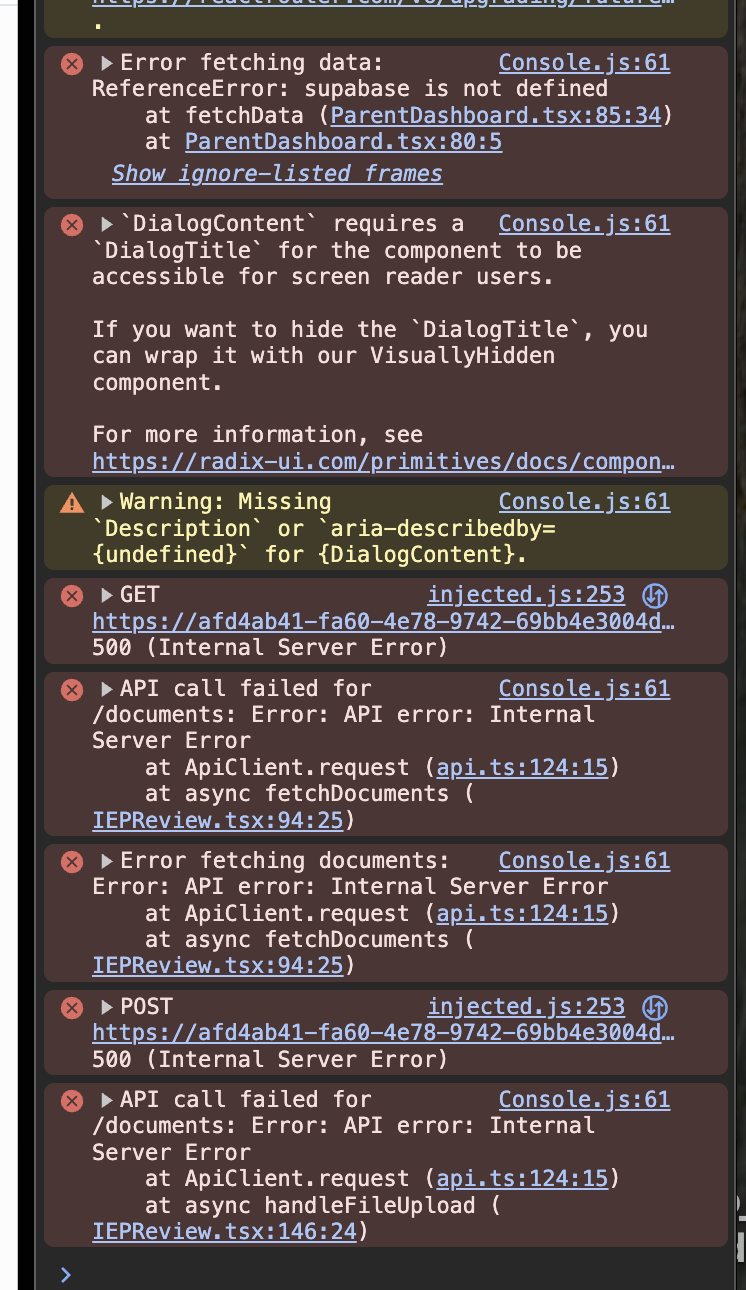 https://reactrouter.com/v6/upgrading/future…
.
Error fetching data: Console.js:61
ReferenceError: supabase is not defined
at fetchData (ParentDashboard.tsx:85:34)
at ParentDashboard.tsx:80:5
Show ignore-listed frames
`DialogContent` requires a Console.js:61
`DialogTitle` for the component to be
accessible for screen reader users.
If you want to hide the `DialogTitle`, you
can wrap it with our VisuallyHidden
component.
For more information, see
https://radix-ui.com/primitives/docs/compon…
Warning: Missing Console.js:61
`Description` or `aria-describedby=
{undefined}` for {DialogContent}.
GET injected.js:253
https://afd4ab41-fa60-4e78-9742-69bb4e3004d…
500 (Internal Server Error)
API call failed for Console.js:61
/documents: Error: API error: Internal
Server Error
at ApiClient.request (api.ts:124:15)
at async fetchDocuments (
IEPReview.tsx:94:25)
Error fetching documents: Console.js:61
Error: API error: Internal Server Error
at ApiClient.request (api.ts:124:15)
at async fetchDocuments (
IEPReview.tsx:94:25)
POST injected.js:253
https://afd4ab41-fa60-4e78-9742-69bb4e3004d…
500 (Internal Server Error)
API call failed for Console.js:61
/documents: Error: API error: Internal
Server Error
at ApiClient.request (api.ts:124:15)
at async handleFileUpload (
IEPReview.tsx:146:24)